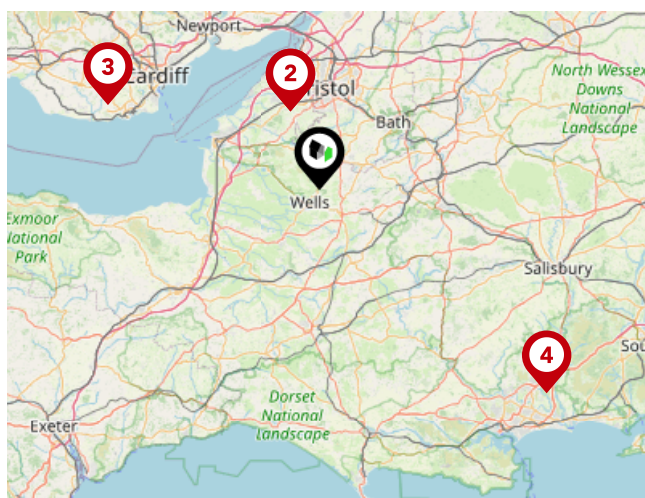 Newport
3
Cardiff
2
Bristol
North Wessex
Downs
National
Landscape
Bath
Wells
Exmoor
National
Park
Salisbury
4
Sou
Dorset
National
Landscape
Exeter